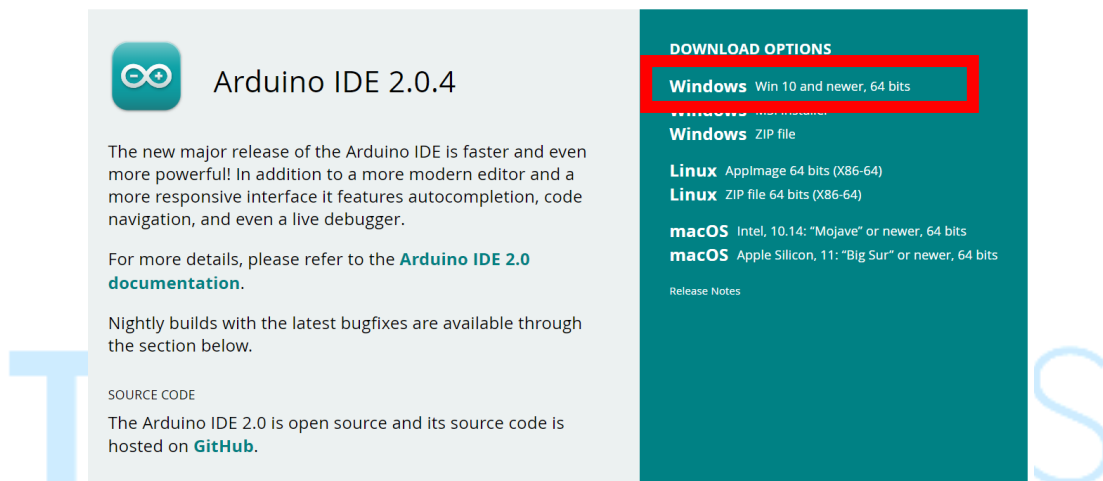 Arduino IDE 2.0.4
The new major release of the Arduino IDE is faster and even
more powerful! In addition to a more modern editor and a
more responsive interface it features autocompletion, code
navigation, and even a live debugger.
For more details, please refer to the Arduino IDE 2.0
documentation.
Nightly builds with the latest bugfixes are available through
the section below.
SOURCE CODE
The Arduino IDE 2.0 is open source and its source code is
hosted on GitHub.
DOWNLOAD OPTIONS
Windows Win 10 and newer, 64 bits
Windows MSI installer
Windows ZIP file
Linux AppImage 64 bits (X86-64)
Linux ZIP file 64 bits (X86-64)
macOS Intel, 10.14: “Mojave” or newer, 64 bits
macOS Apple Silicon, 11: “Big Sur” or newer, 64 bits
Release Notes